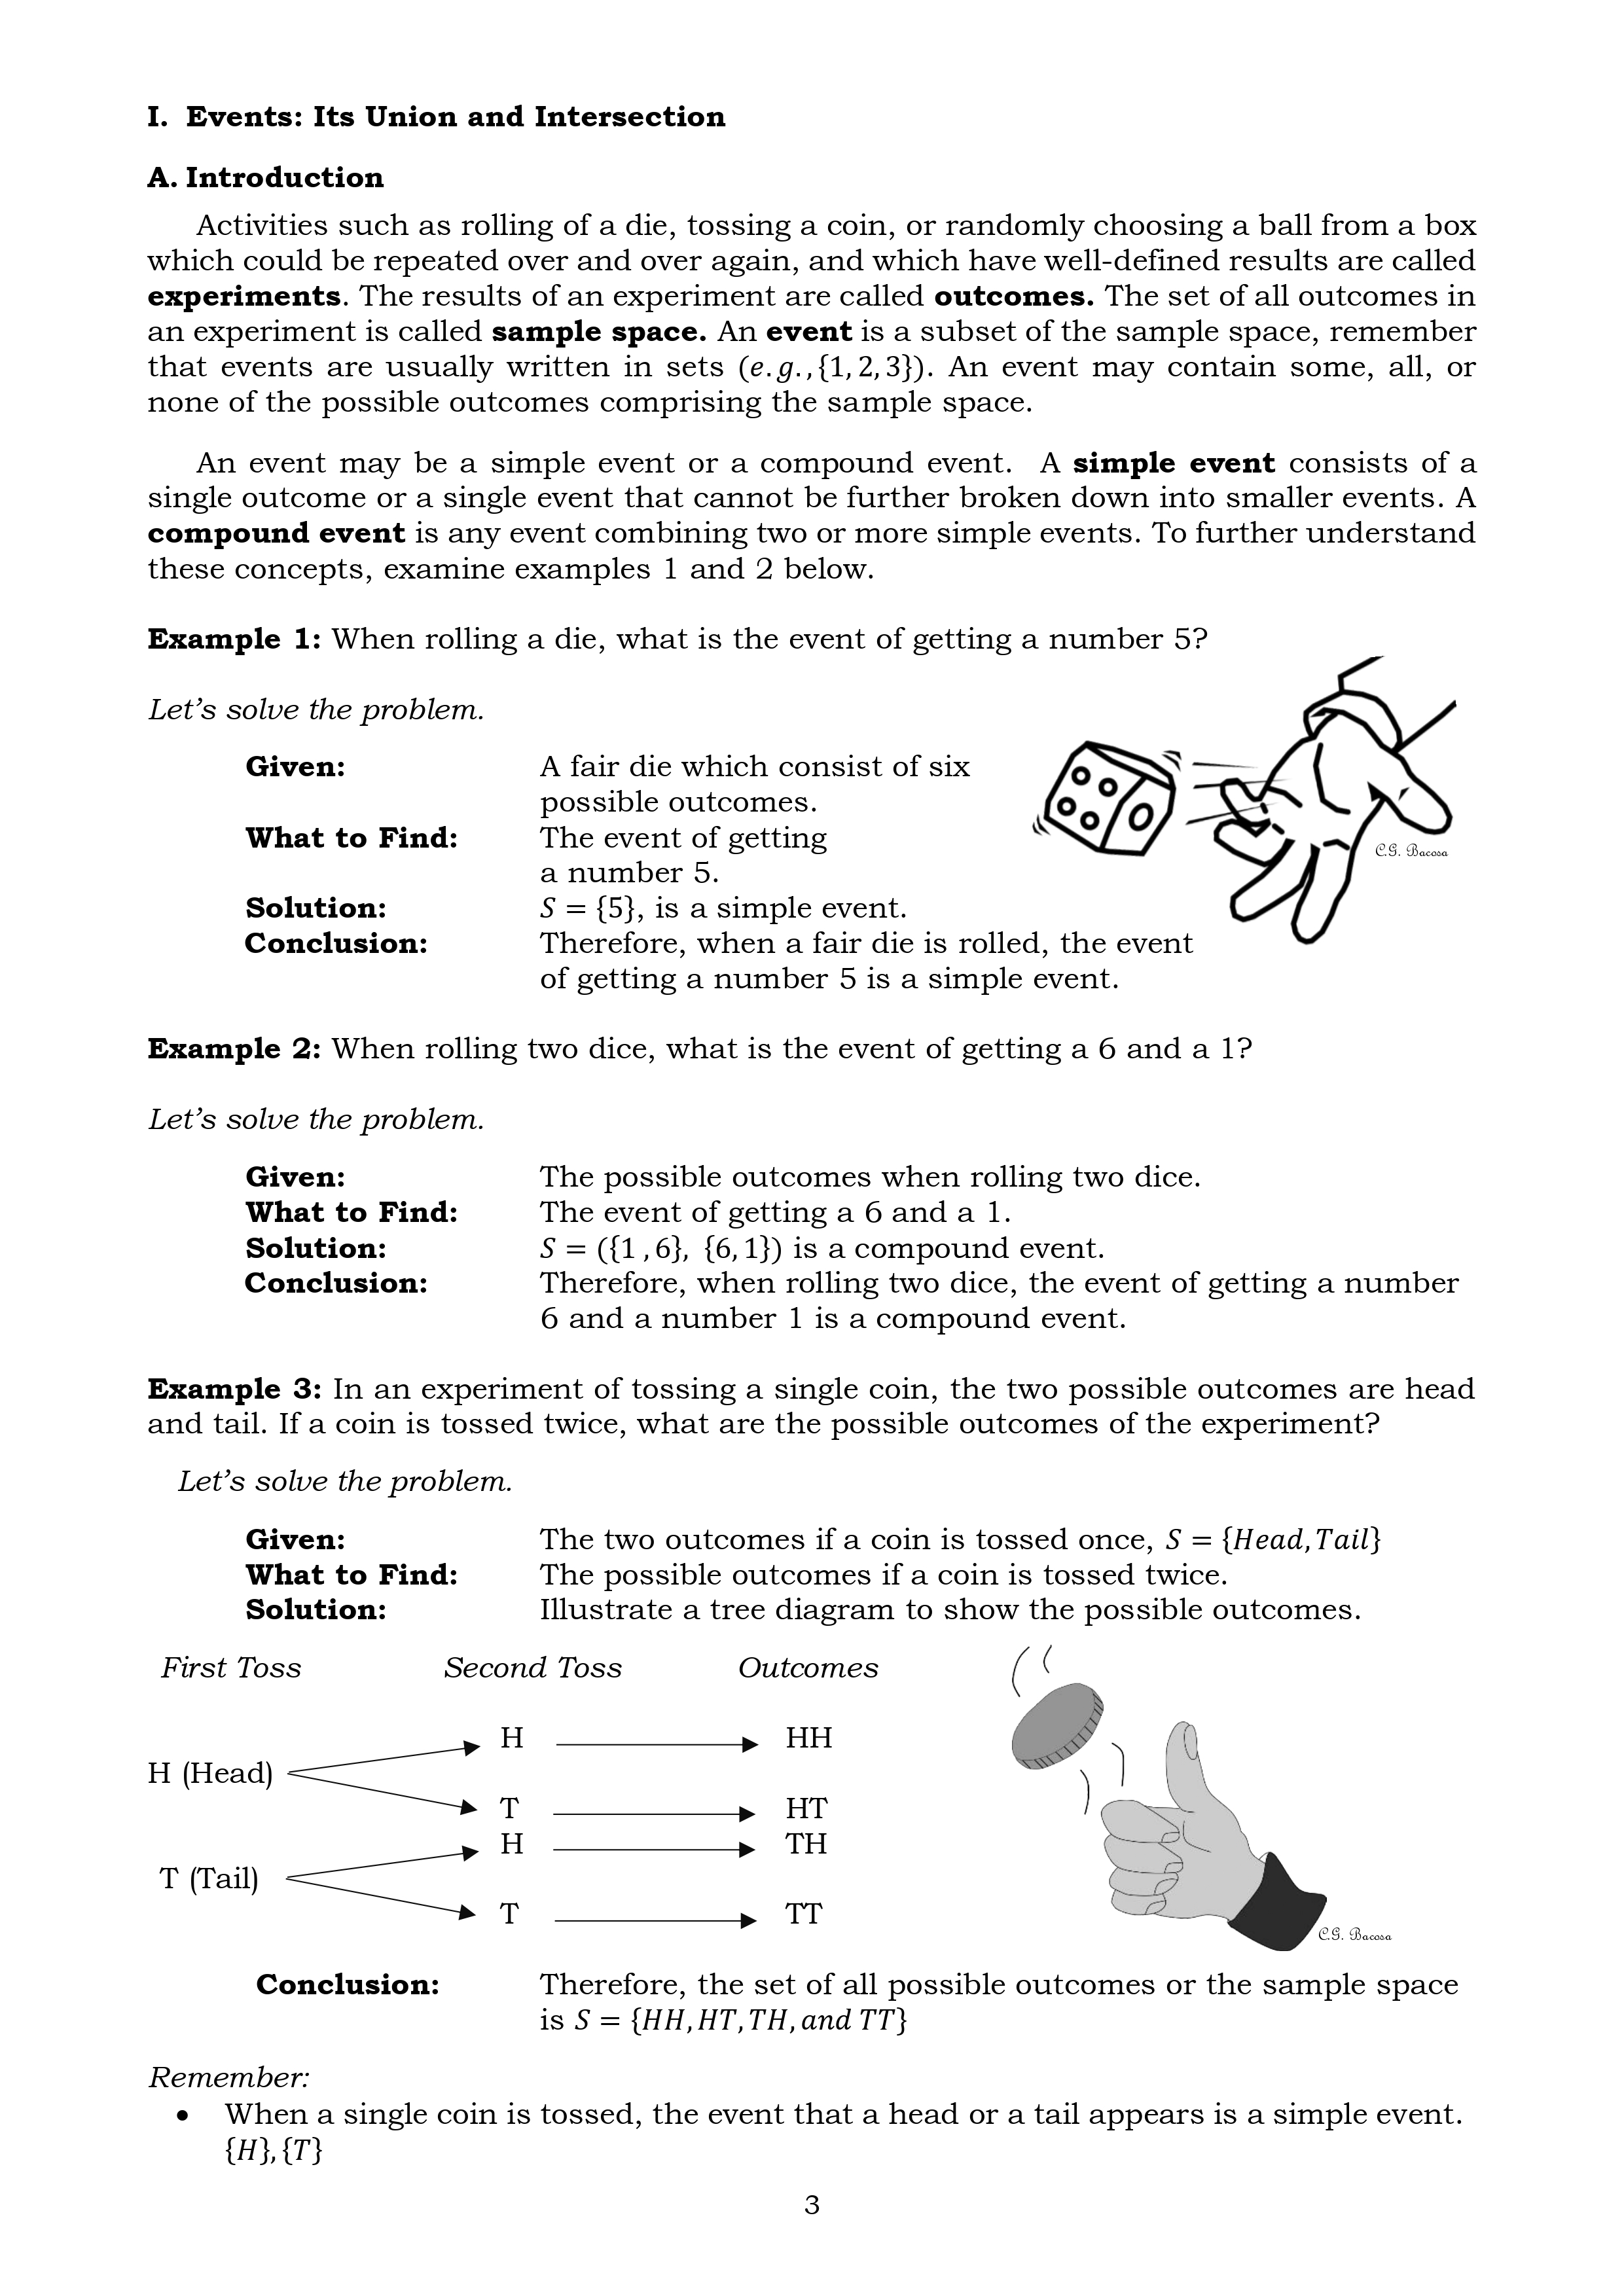 I. Events: Its Union and Intersection
A. Introduction
Activities such as rolling of a die, tossing a coin, or randomly choosing a ball from a box
which could be repeated over and over again, and which have well-defined results are called
experiments. The results of an experiment are called outcomes. The set of all outcomes in
an experiment is called sample space. An event is a subset of the sample space, remember
that events are usually written in sets (e.g.,{1,2,3}). An event may contain some, all, or
none of the possible outcomes comprising the sample space.
An event may be a simple event or a compound event. A simple event consists of a
single outcome or a single event that cannot be further broken down into smaller events. A
compound event is any event combining two or more simple events. To further understand
these concepts, examine examples 1 and 2 below.
Example 1: When rolling a die, what is the event of getting a number 5?
Let's solve the problem.
Given: A fair die which consist of six
possible outcomes.
What to Find: The event of getting
a number 5.
C.G. Bacosa
Solution: S = {5}, is a simple event.
Conclusion: Therefore, when a fair die is rolled, the event
of getting a number 5 is a simple event.
Example 2: When rolling two dice, what is the event of getting a 6 and a 1?
Let's solve the problem.
Given: The possible outcomes when rolling two dice.
What to Find: The event of getting a 6 and a 1.
Solution: S = ({1 ,6}, {6,1}) is a compound event.
Conclusion: Therefore, when rolling two dice, the event of getting a number
6 and a number 1 is a compound event.
Example 3: In an experiment of tossing a single coin, the two possible outcomes are head
and tail. If a coin is tossed twice, what are the possible outcomes of the experiment?
Let's solve the problem.
Given: The two outcomes if a coin is tossed once, S = {Head,Tail}
What to Find: The possible outcomes if a coin is tossed twice.
Solution: Illustrate a tree diagram to show the possible outcomes.
First Toss Second Toss Outcomes
H HH
H (Head)
T HT
H TH
T (Tail)
T TT
C.G. Bacosa
Conclusion: Therefore, the set of all possible outcomes or the sample space
is S = {HH,HT,TH,and TT}
Remember:
• When a single coin is tossed, the event that a head or a tail appears is a simple event.
{H},{T}
3